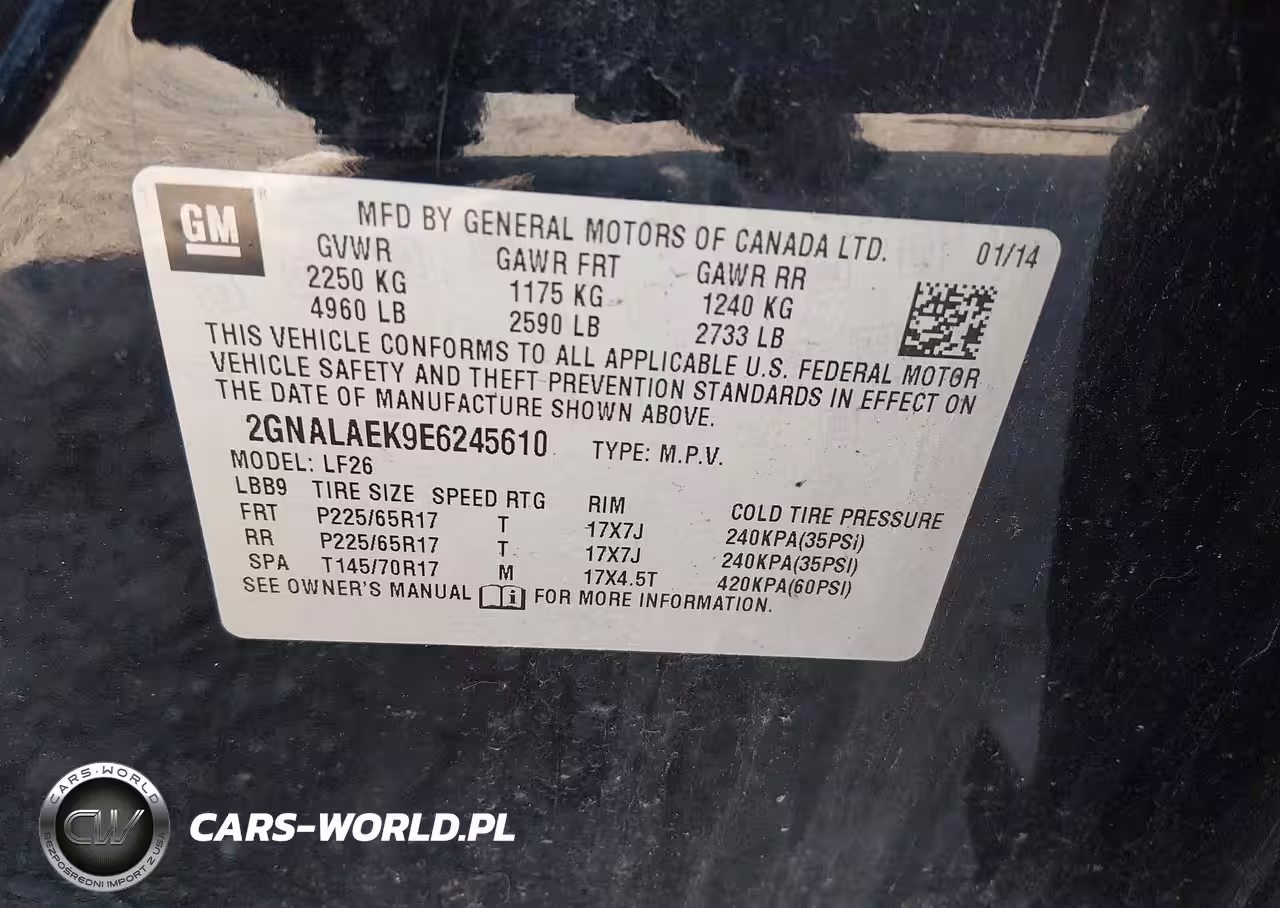 GM
MFD BY GENERAL MOTORS OF CANADA LTD. 01/14
GVWR GAWR FRT GAWR RR
2250 KG 1175 KG 1240 KG
4960 LB 2590 LB 2733 LB
THIS VEHICLE CONFORMS TO ALL APPLICABLE U.S. FEDERAL MOTOR
VEHICLE SAFETY AND THEFT PREVENTION STANDARDS IN EFFECT ON
THE DATE OF MANUFACTURE SHOWN ABOVE.
2GNALAEK9E6245610 TYPE: M.P.V.
MODEL: LF26
LBB9 TIRE SIZE SPEED RTG RIM COLD TIRE PRESSURE
FRT P225/65R17 T 17X7J 240KPA(35PSI)
RR P225/65R17 T 17X7J 240KPA(35PSI)
SPA T145/70R17 M 17X4.5T 420KPA(60PSI)
SEE OWNER'S MANUAL i FOR MORE INFORMATION.
CARS-WORLD
CW
BEZPOŚREDNI IMPORT Z USA
CARS-WORLD.PL